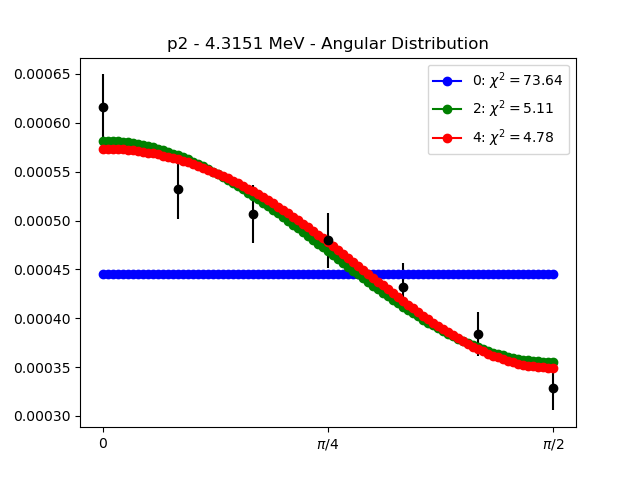 p2 - 4.3151 MeV - Angular Distribution
0: χ² = 73.64
2: χ² = 5.11
4: χ² = 4.78
0.00065
0.00060
0.00055
0.00050
0.00045
0.00040
0.00035
0.00030
0 π/4 π/2